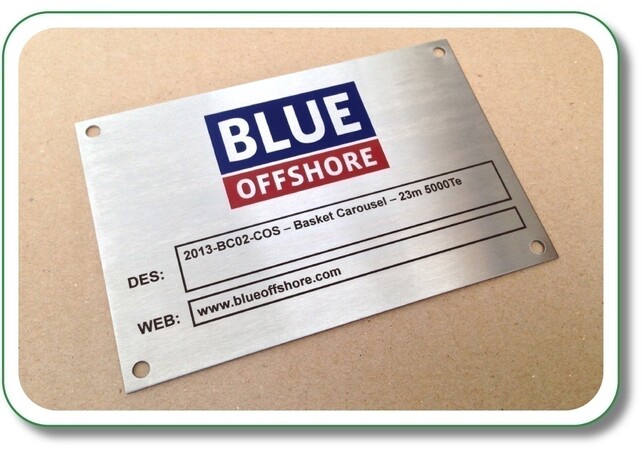 BLUE
OFFSHORE
DES: 2013-BC02-COS – Basket Carousel – 23m 5000Te
WEB: www.blueoffshore.com